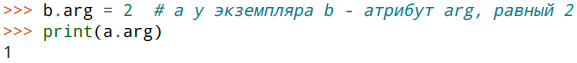 >>> b.arg = 2  # а у экземпляра b - атрибут arg, равный 2
>>> print(a.arg)
1